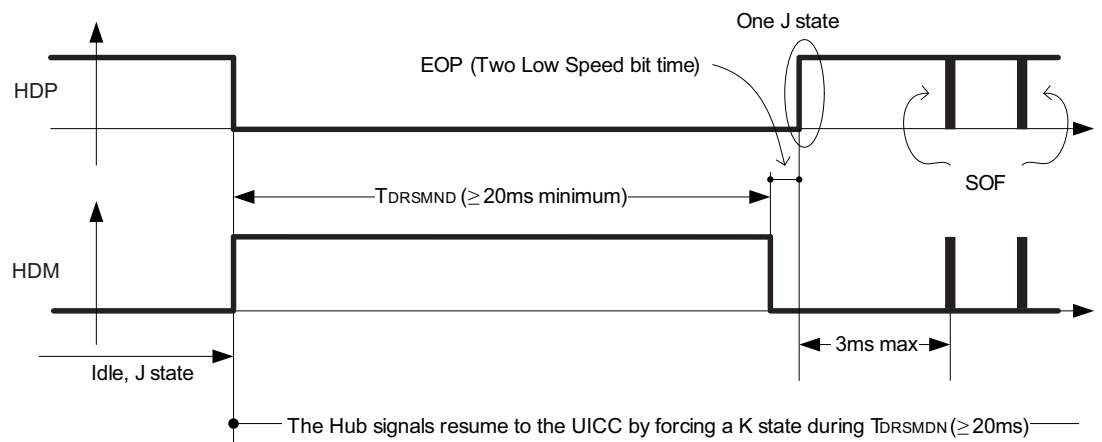 One J state
EOP (Two Low Speed bit time)
HDP
SOF
TDRSMND (≥ 20ms minimum)
HDM
3ms max
Idle, J state
The Hub signals resume to the UICC by forcing a K state during TDRSMDN (≥ 20ms)